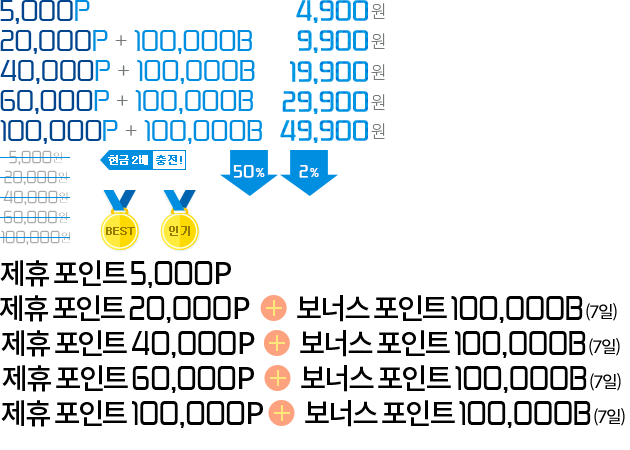 5,000P 4,900원
20,000P + 100,000B 9,900원
40,000P + 100,000B 19,900원
60,000P + 100,000B 29,900원
100,000P + 100,000B 49,900원
5,000원 현금 2배 충전!
20,000원 50% 2%
40,000원
60,000원 BEST 인기
100,000원
제휴 포인트 5,000P
제휴 포인트 20,000P + 보너스 포인트 100,000B (7일)
제휴 포인트 40,000P + 보너스 포인트 100,000B (7일)
제휴 포인트 60,000P + 보너스 포인트 100,000B (7일)
제휴 포인트 100,000P + 보너스 포인트 100,000B (7일)